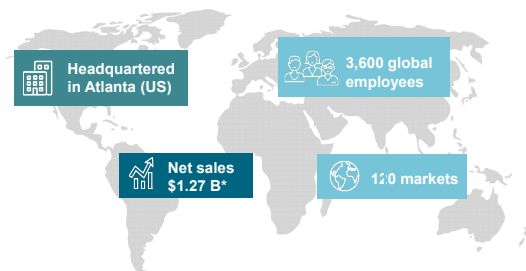 Headquartered
in Atlanta (US)
3,600 global
employees
Net sales
$1.27 B*
120 markets